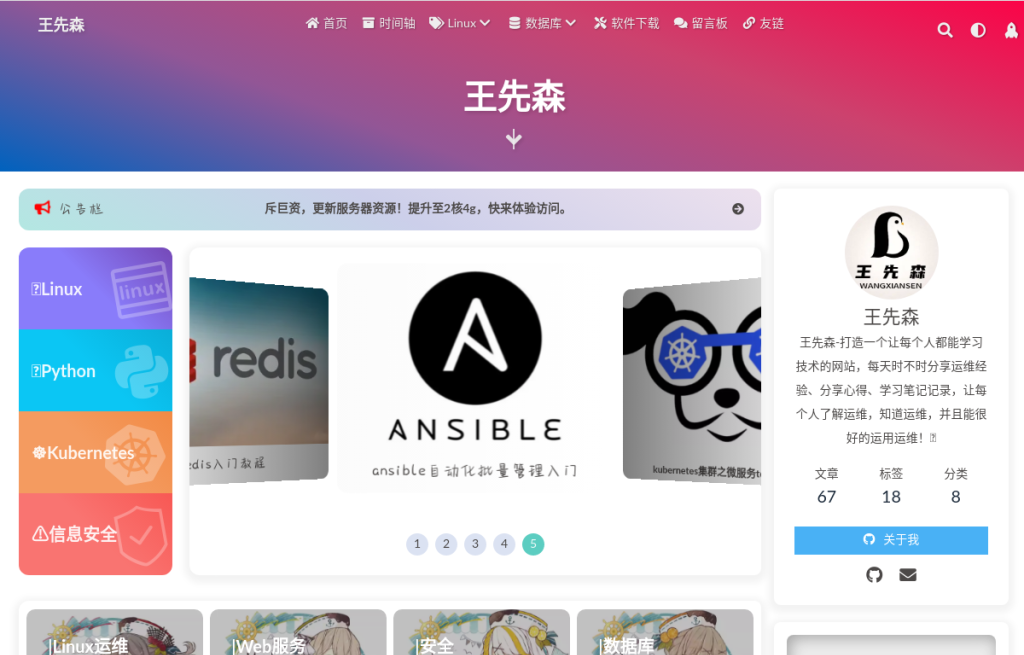 王先森
首页 时间轴 Linux 数据库 软件下载 留言板 友链
王先森
公告栏
斥巨资，更新服务器资源！提升至2核4g，快来体验访问。
Linux
linux
Python
Kubernetes
⚠信息安全
redis
edis入门教程
ANSIBLE
ansible自动化批量管理入门
kubernetes集群之微服务
1 2 3 4 5
王先森
WANGXIANSEN
王先森
王先森-打造一个让每个人都能学习
技术的网站，每天时不时分享运维经
验、分享心得、学习笔记记录，让每
个人了解运维，知道运维，并且能很
好的运用运维！
文章 标签 分类
67 18 8
关于我
|Linux运维
|Web服务
|安全
|数据库